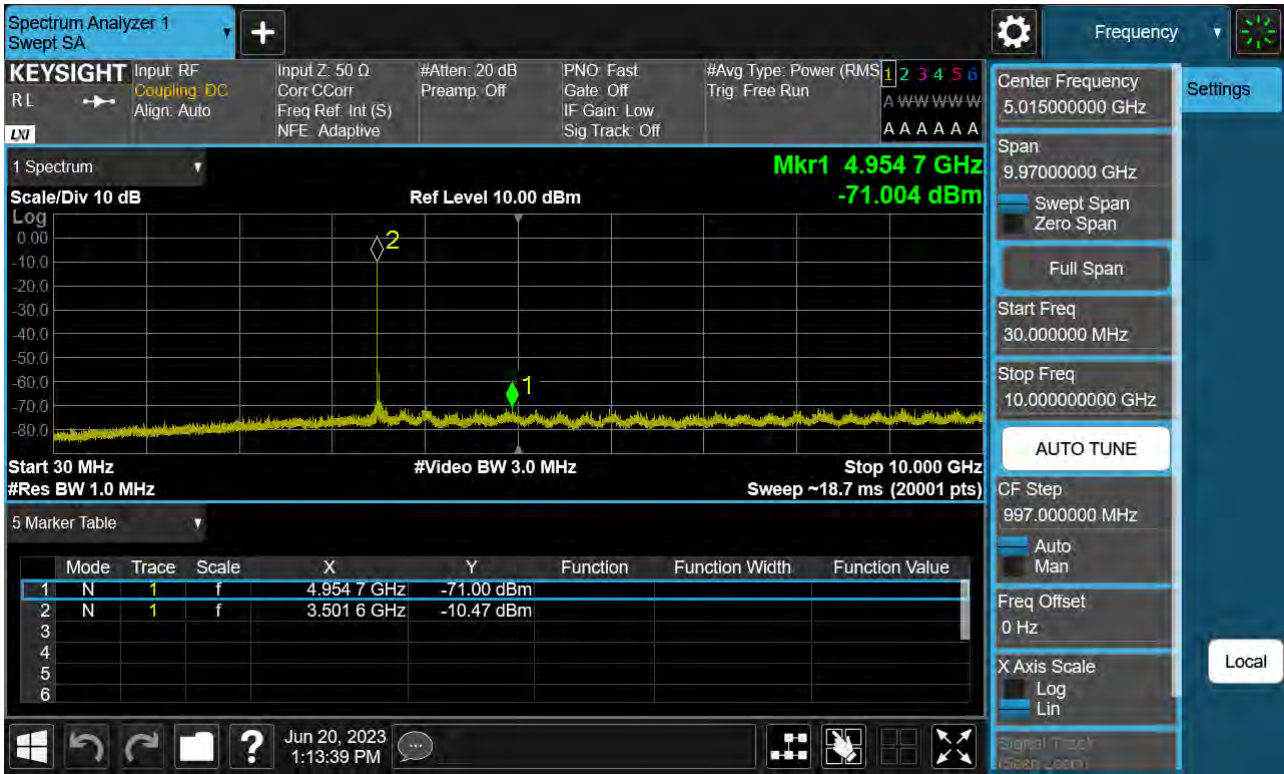 Spectrum Analyzer 1
Swept SA
+
Frequency
KEYSIGHT
RL
LXI
Input: RF
Coupling: DC
Align: Auto
Input Z: 50 Ω
Corr CCorr
Freq Ref: Int (S)
NFE: Adaptive
#Atten: 20 dB
Preamp: Off
PNO: Fast
Gate: Off
IF Gain: Low
Sig Track: Off
#Avg Type: Power (RMS
Trig: Free Run
1 2 3 4 5 6
A W W W W W
A A A A A A
1 Spectrum
Mkr1 4.954 7 GHz
Scale/Div 10 dB
Ref Level 10.00 dBm
-71.004 dBm
Log
0.00
-10.0
-20.0
-30.0
-40.0
-50.0
-60.0
-70.0
-80.0
2
1
Start 30 MHz
#Video BW 3.0 MHz
Stop 10.000 GHz
#Res BW 1.0 MHz
Sweep ~18.7 ms (20001 pts)
5 Marker Table
Mode Trace Scale X Y Function Function Width Function Value
1 N 1 f 4.954 7 GHz -71.00 dBm
2 N 1 f 3.501 6 GHz -10.47 dBm
3
4
5
6
Jun 20, 2023
1:13:39 PM
Center Frequency
5.015000000 GHz
Settings
Span
9.97000000 GHz
Swept Span
Zero Span
Full Span
Start Freq
30.000000 MHz
Stop Freq
10.000000000 GHz
AUTO TUNE
CF Step
997.000000 MHz
Auto
Man
Freq Offset
0 Hz
X Axis Scale
Log
Lin
Local
Signal Track
(Span Zoom)